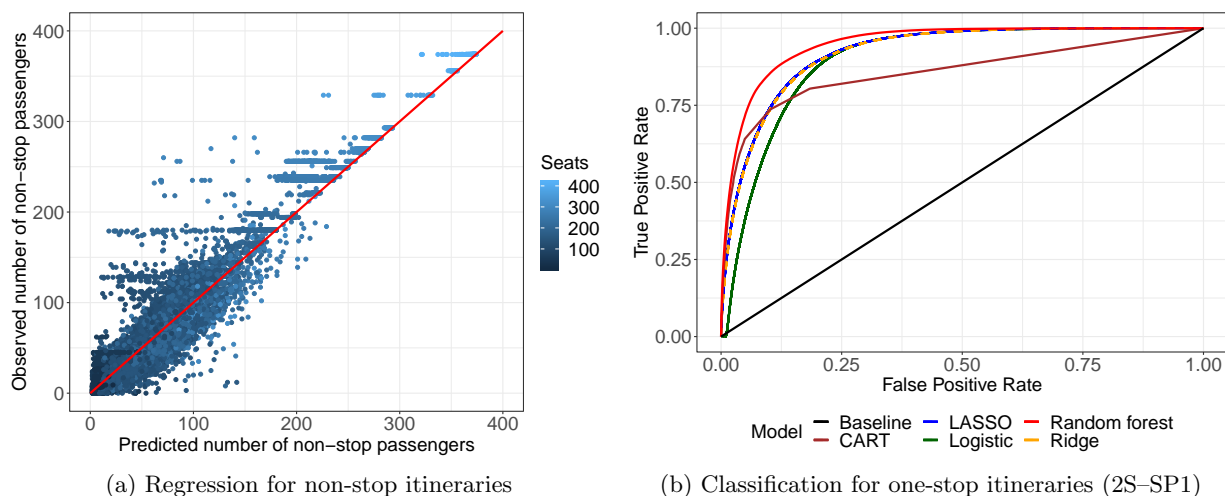 400
300
200
100
0
Observed number of non-stop passengers
0 100 200 300 400
Predicted number of non-stop passengers
Seats
400
300
200
100
(a) Regression for non-stop itineraries
1.00
0.75
0.50
0.25
0.00
True Positive Rate
0.00 0.25 0.50 0.75 1.00
False Positive Rate
Model
Baseline LASSO Random forest
CART Logistic Ridge
(b) Classification for one-stop itineraries (2S–SP1)